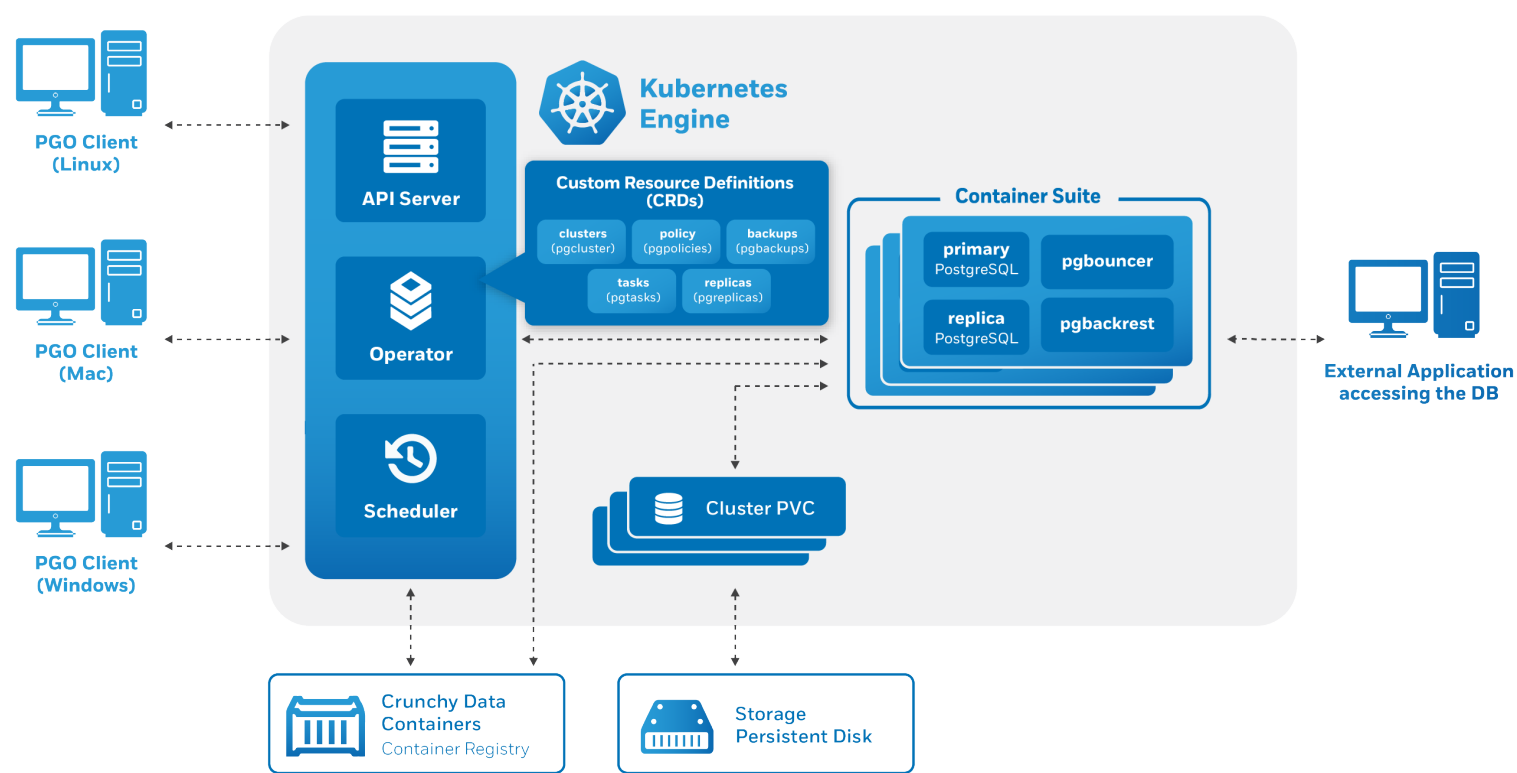 PGO Client
(Linux)
PGO Client
(Mac)
PGO Client
(Windows)
API Server
Operator
Scheduler
Kubernetes
Engine
Custom Resource Definitions
(CRDs)
clusters
(pgcluster)
policy
(pgpolicies)
backups
(pgbackups)
tasks
(pgtasks)
replicas
(pgreplicas)
Container Suite
primary
PostgreSQL
pgbouncer
replica
PostgreSQL
pgbackrest
External Application
accessing the DB
Cluster PVC
Crunchy Data
Containers
Container Registry
Storage
Persistent Disk